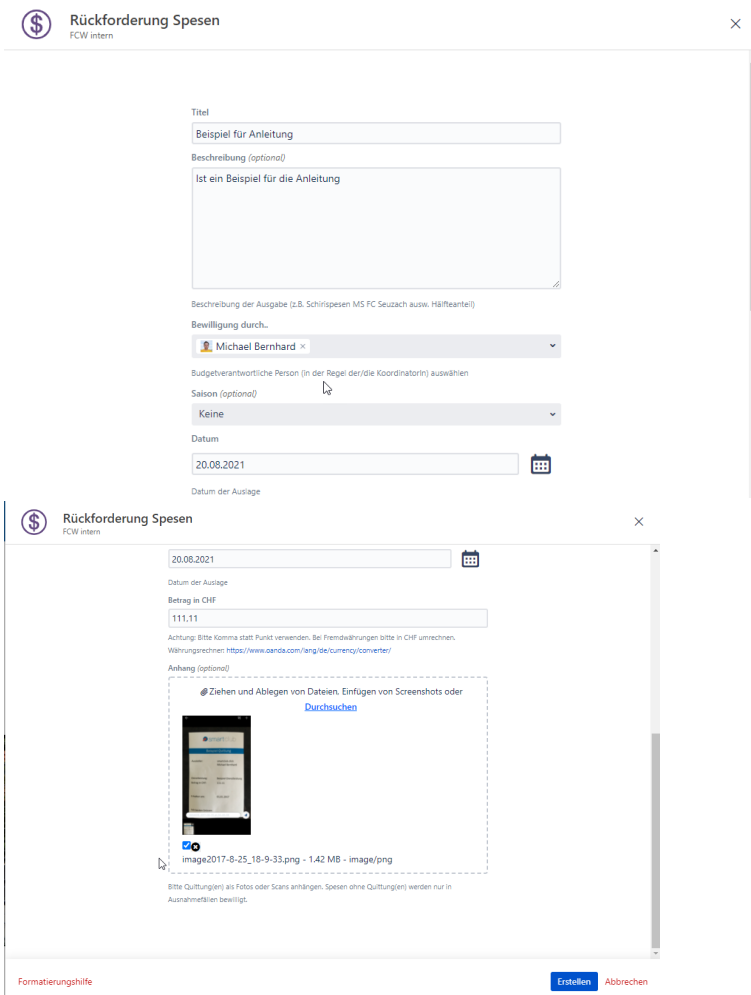 Rückforderung Spesen
FCW intern
Titel
Beispiel für Anleitung
Beschreibung (optional)
Ist ein Beispiel für die Anleitung
Beschreibung der Ausgabe (z.B. Schirispesen MS FC Seuzach ausw. Hälfteanteil)
Bewilligung durch..
Michael Bernhard ×
Budgetverantwortliche Person (in der Regel der/die KoordinatorIn) auswählen
Saison (optional)
Keine
Datum
20.08.2021
Datum der Auslage
Rückforderung Spesen
FCW intern
20.08.2021
Datum der Auslage
Betrag in CHF
111,11
Achtung: Bitte Komma statt Punkt verwenden. Bei Fremdwährungen bitte in CHF umrechnen.
Währungsrechner: https://www.oanda.com/lang/de/currency/converter/
Anhang (optional)
Ziehen und Ablegen von Dateien, Einfügen von Screenshots oder
Durchsuchen
image2017-8-25_18-9-33.png - 1.42 MB - image/png
Bitte Quittung(en) als Fotos oder Scans anhängen. Spesen ohne Quittung(en) werden nur in
Ausnahmefällen bewilligt.
Formatierungshilfe
Erstellen Abbrechen